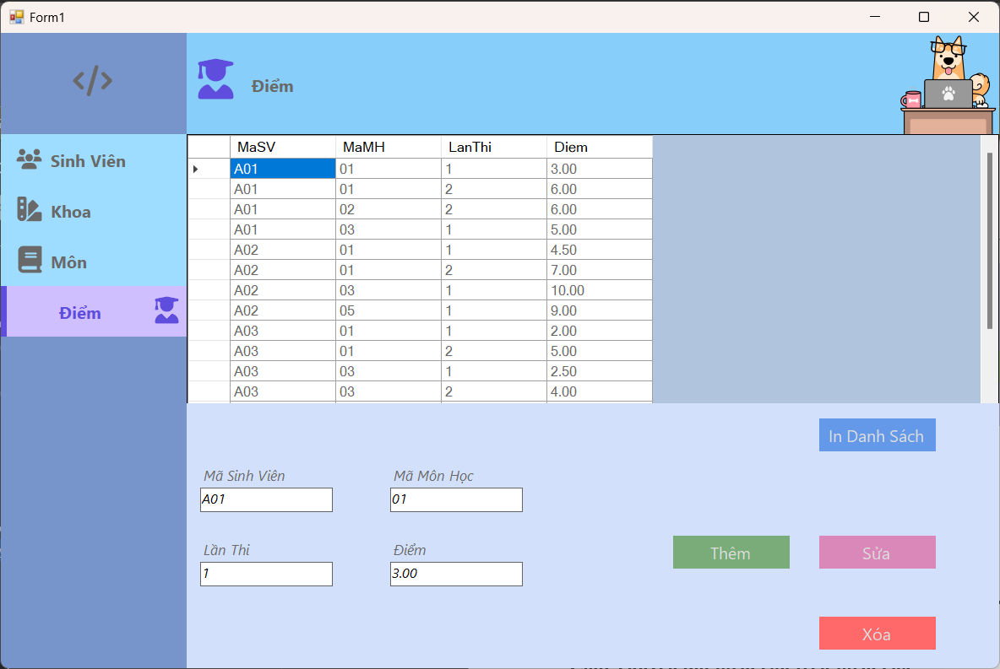 Form1
</>
Điểm
Sinh Viên
Khoa
Môn
Điểm
MaSV MaMH LanThi Diem
A01 01 1 3.00
A01 01 2 6.00
A01 02 2 6.00
A01 03 1 5.00
A02 01 1 4.50
A02 01 2 7.00
A02 03 1 10.00
A02 05 1 9.00
A03 01 1 2.00
A03 01 2 5.00
A03 03 1 2.50
A03 03 2 4.00
In Danh Sách
Mã Sinh Viên Mã Môn Học
A01 01
Lần Thi Điểm
1 3.00
Thêm Sửa
Xóa